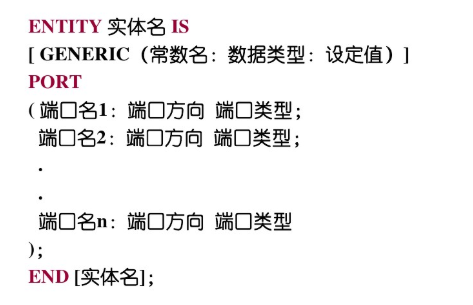 ENTITY 实体名 IS
[ GENERIC（常数名：数据类型：设定值）]
PORT
( 端口名1：端口方向 端口类型；
端口名2：端口方向 端口类型；
.
.
端口名n：端口方向 端口类型
)；
END [实体名]；